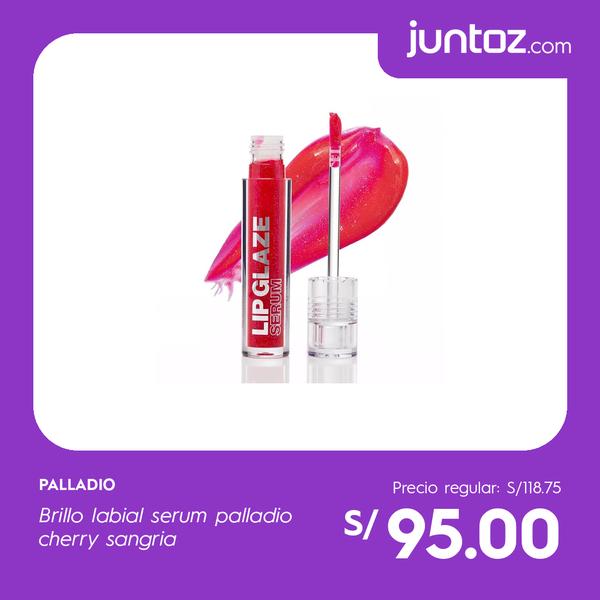 juntoz.com
LIP GLAZE
SERUM
PALLADIO
Brillo labial serum palladio
cherry sangria
Precio regular: S/118.75
S/ 95.00